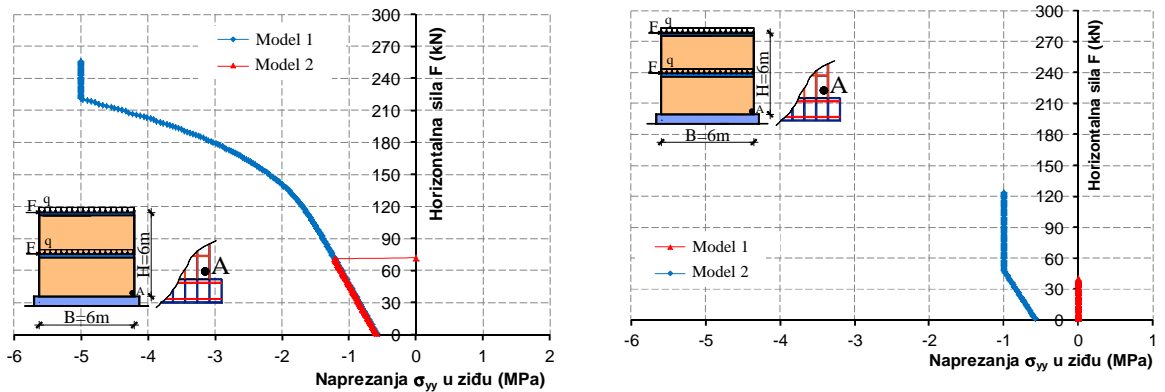 300
270
240
210
180
150
120
90
60
30
0
Horizontalna sila F (kN)
Model 1
Model 2
F q
F q
A
H=6m
B=6m
A
-6 -5 -4 -3 -2 -1 0 1 2
Naprezanja σyy u ziđu (MPa)
300
270
240
210
180
150
120
90
60
30
0
Horizontalna sila F (kN)
F q
F q
A
H=6m
B=6m
A
Model 1
Model 2
-6 -5 -4 -3 -2 -1 0 1
Naprezanja σyy u ziđu (MPa)